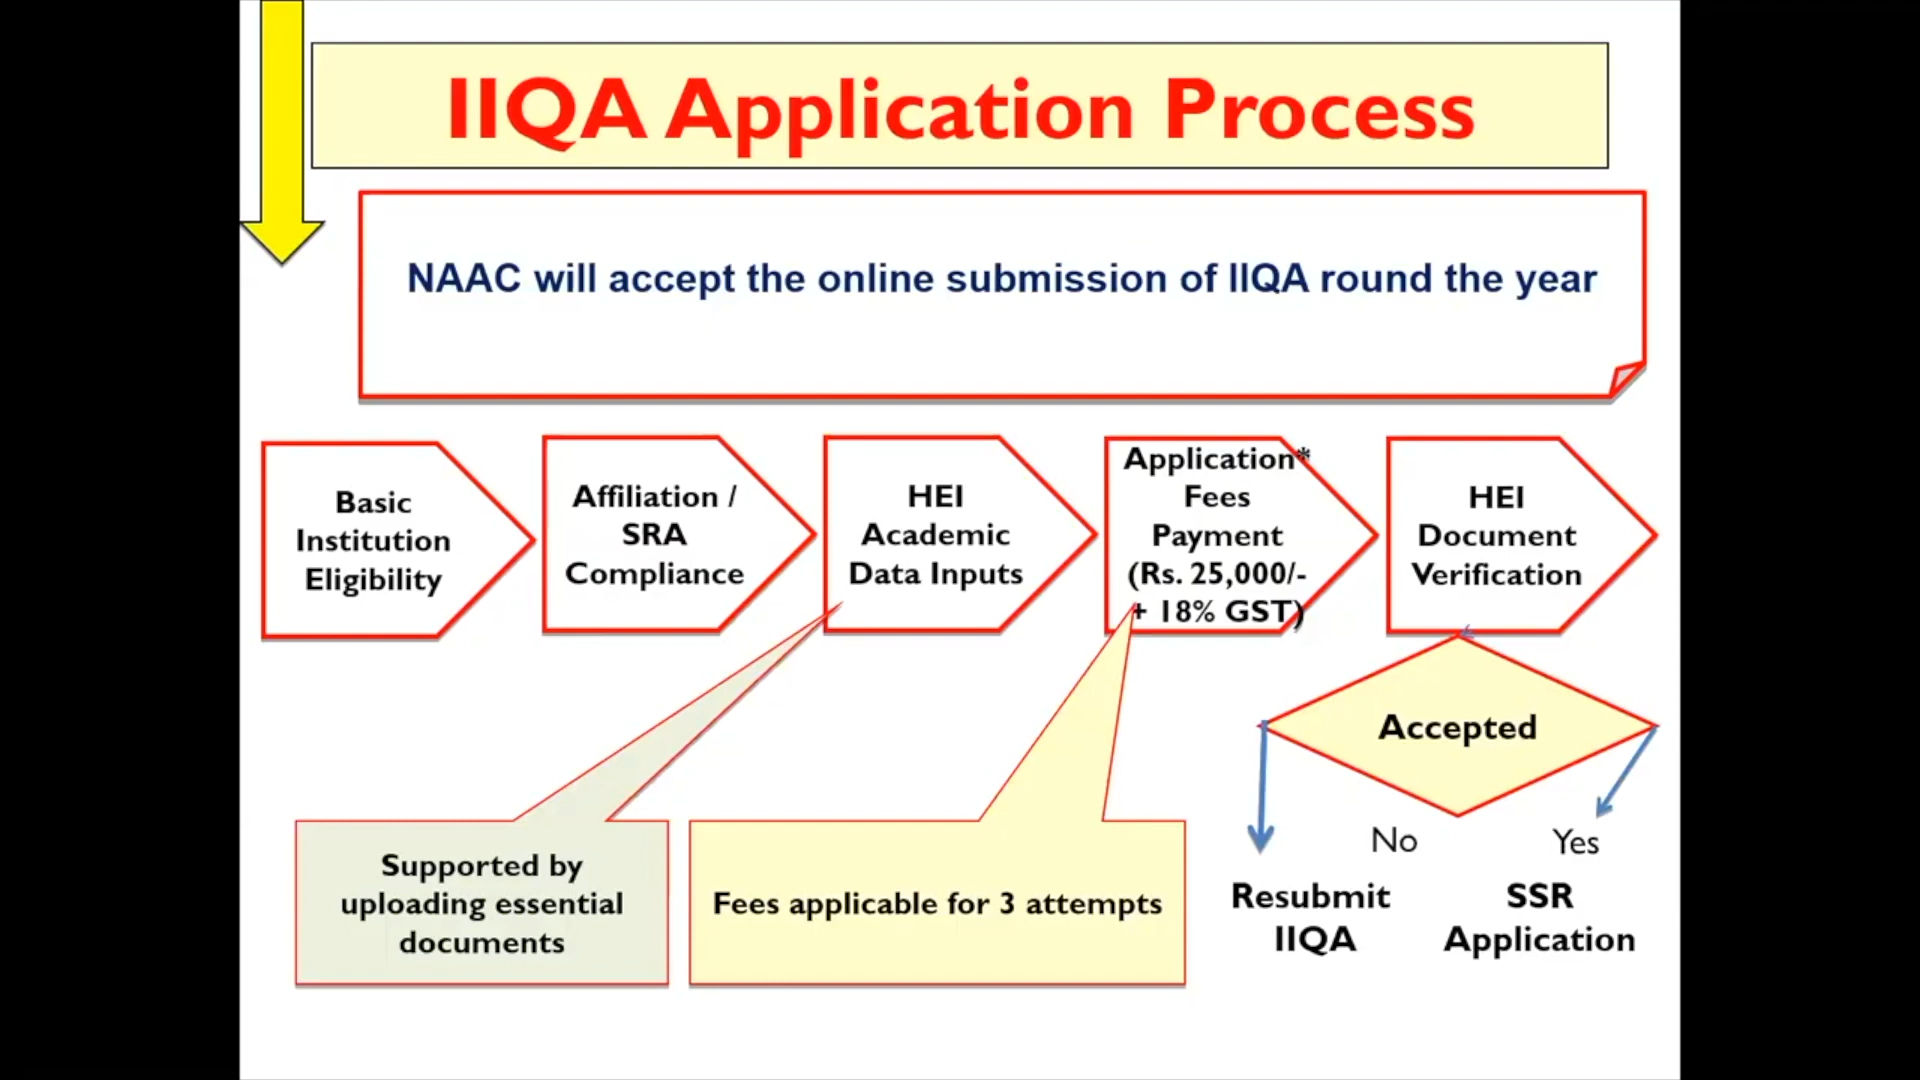 IIQA Application Process
NAAC will accept the online submission of IIQA round the year
Basic
Institution
Eligibility
Affiliation /
SRA
Compliance
HEI
Academic
Data Inputs
Application*
Fees
Payment
(Rs. 25,000/-
+ 18% GST)
HEI
Document
Verification
Accepted
Supported by
uploading essential
documents
Fees applicable for 3 attempts
No
Yes
Resubmit
IIQA
SSR
Application